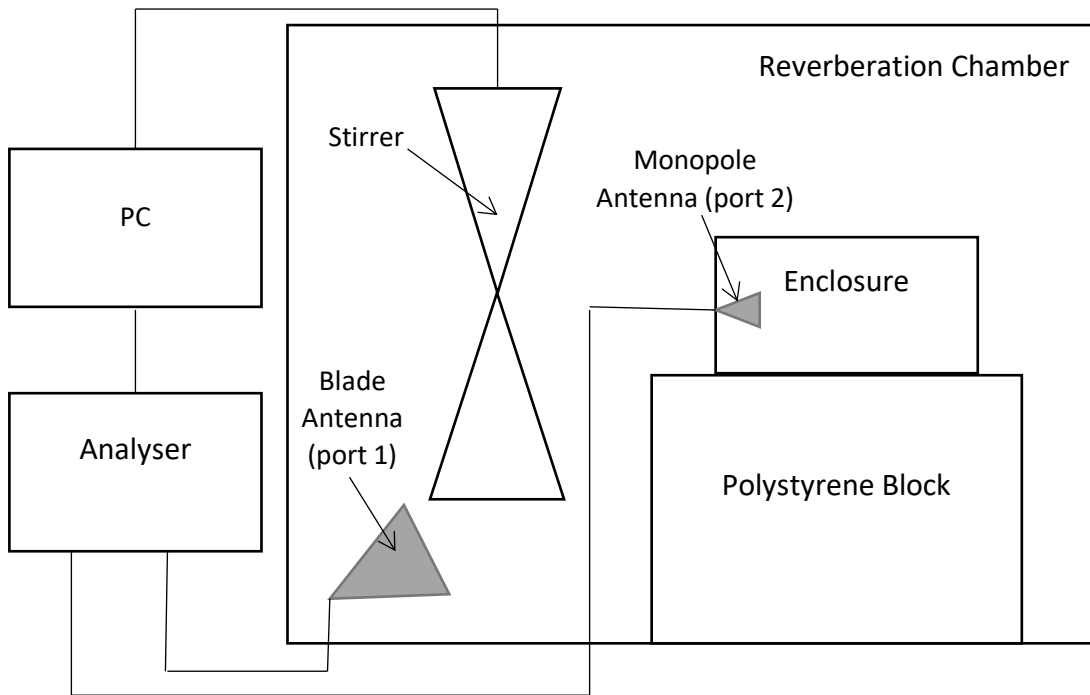 Reverberation Chamber
Stirrer
Monopole
Antenna (port 2)
PC
Enclosure
Blade
Antenna
(port 1)
Analyser
Polystyrene Block